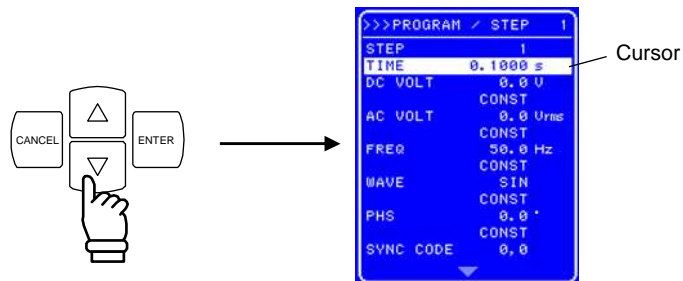 >>>PROGRAM / STEP 1
STEP 1
TIME 0.1000 s
Cursor
DC VOLT 0.0 V
CONST
AC VOLT 0.0 Vrms
CONST
FREQ 50.0 Hz
CONST
WAVE SIN
CONST
PHS 0.0 °
CONST
SYNC CODE 0,0
CANCEL
ENTER